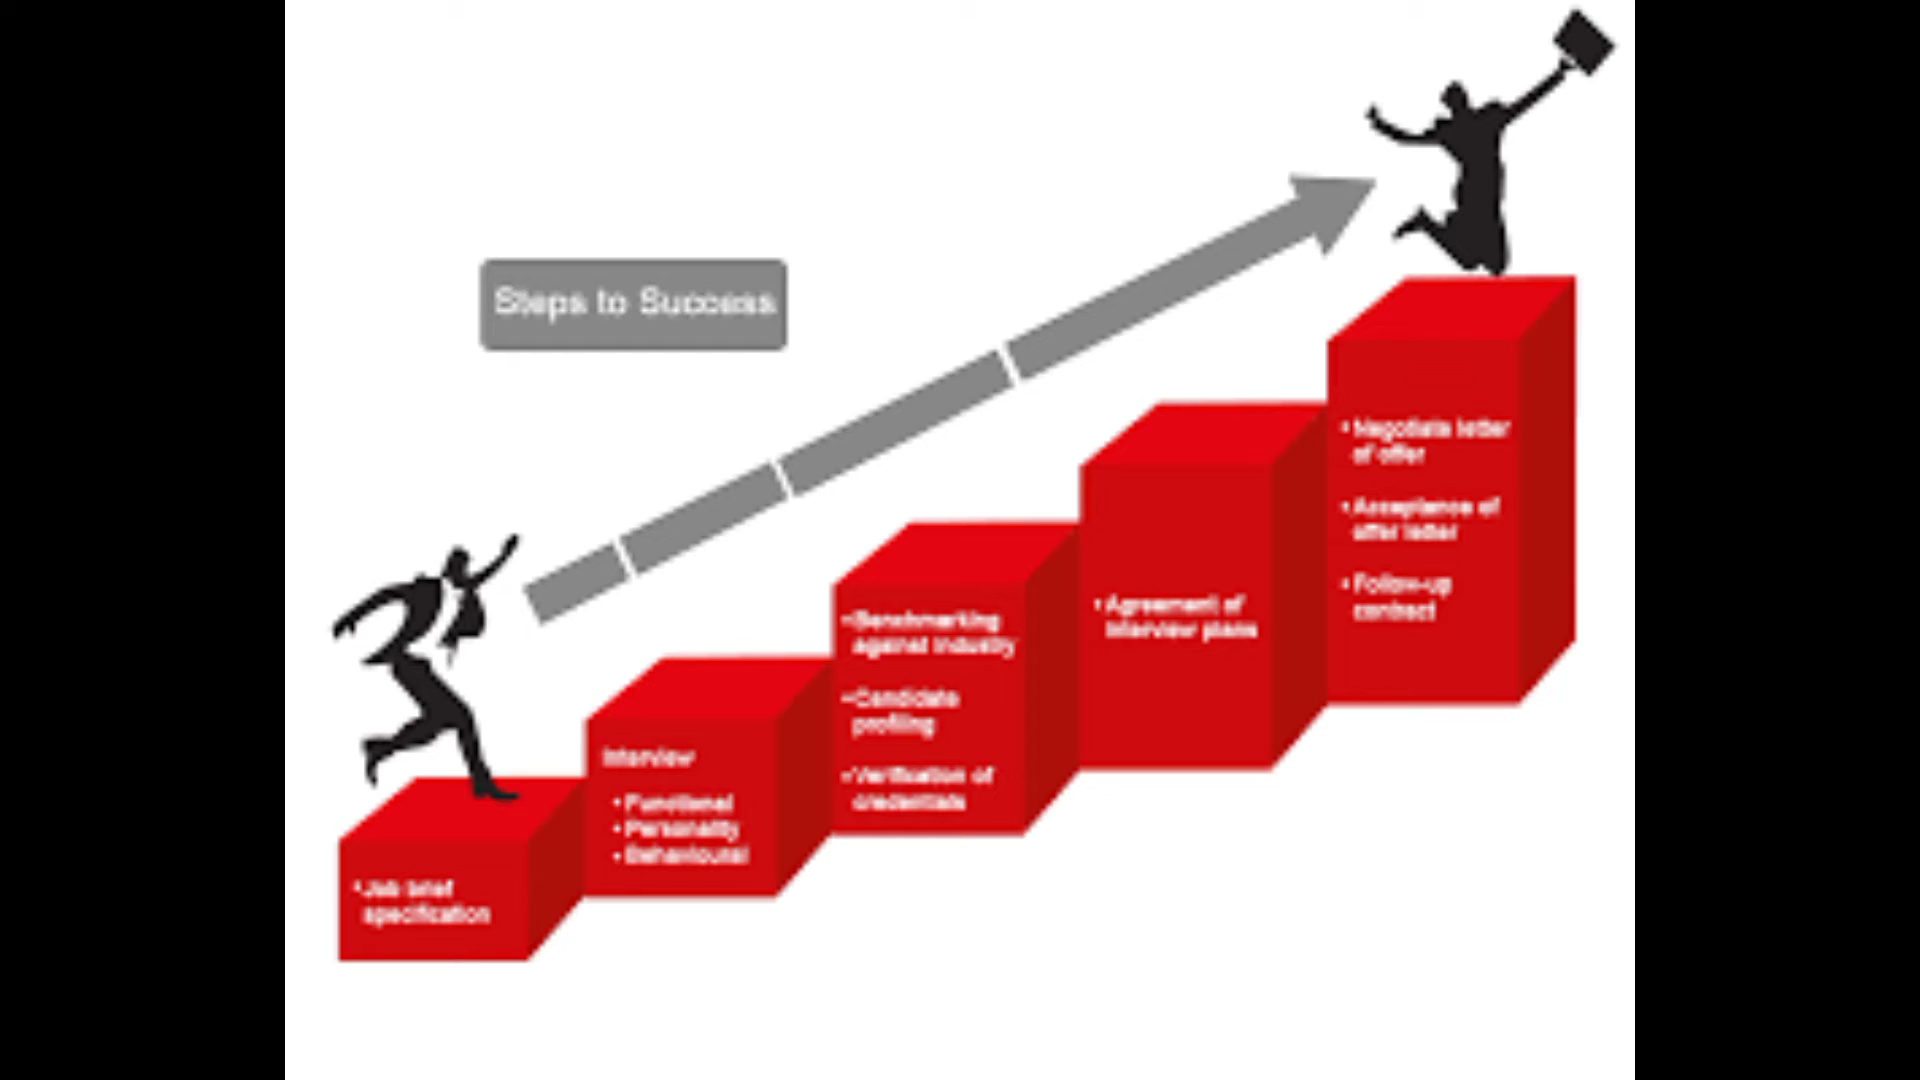 Steps to Success
•Job brief
specification
Interview
•Functional
•Personality
•Behavioural
•Benchmarking
against industry
•Candidate
profiling
•Verification of
credentials
•Agreement of
interview plans
•Negotiate letter
of offer
•Acceptance of
offer letter
•Follow-up
contract